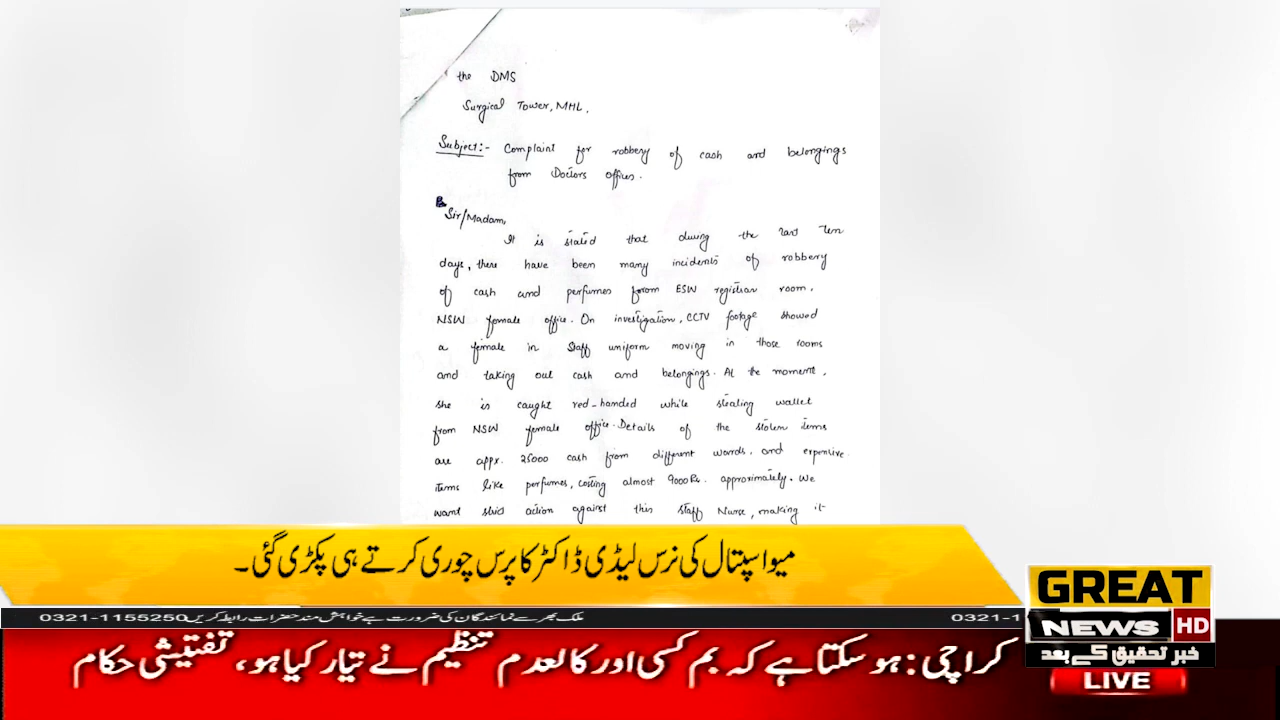 the DMS
Surgical Tower, MHL.
Subject:- Complaint for robbery of cash and belongings
from Doctors offices.
Sir/Madam,
It is stated that during the last ten
days, there have been many incidents of robbery
of cash and perfumes forom ESW registrar room,
NSW female office. On investigation, CCTV footage showed
a female in staff uniform moving in those rooms
and taking out cash and belongings. At the moment,
she is caught red-handed while stealing wallet
from NSW female office. Details of the stolen items
are appx. 25000 cash from different wards. and expensive
items like perfumes, costing almost 9000 Rs. approximately. We
want strict action against this staff Nurse, making it
میو اسپتال کی نرس لیڈی ڈاکٹر کا پرس چوری کرتے ہی پکڑی گئی۔
ملک بھر سے نمائندگان کی ضرورت ہے خواہش مند حضرات رابطہ کریں 0321-1155250
0321-1
کراچی: ہو سکتا ہے کہ بم کسی اور کالعدم تنظیم نے تیار کیا ہو، تفتیشی حکام
GREAT
NEWS HD
خبر تحقیق کے بعد
LIVE